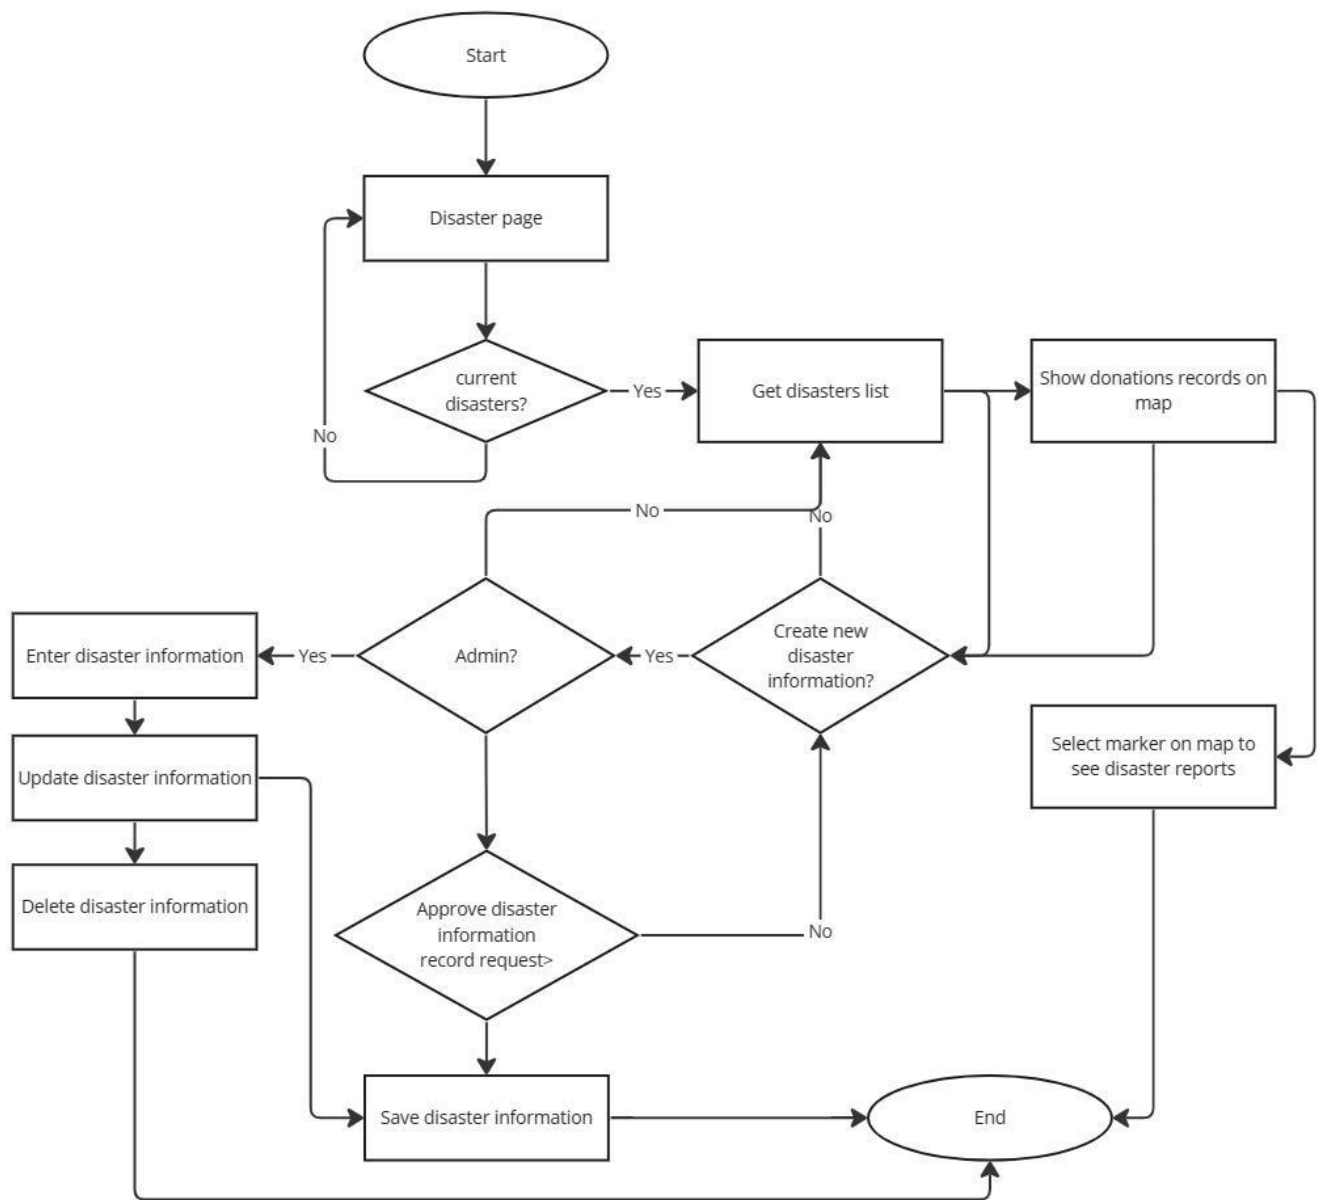 Start
Disaster page
current
disasters?
Yes
Get disasters list
Show donations records on
map
No
No
No
Enter disaster information
Yes
Admin?
Yes
Create new
disaster
information?
Update disaster information
Select marker on map to
see disaster reports
Delete disaster information
Approve disaster
information
record request>
No
Save disaster information
End